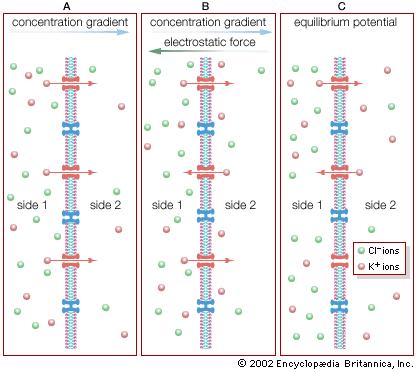 A
concentration gradient
side 1
side 2
B
concentration gradient
electrostatic force
side 1
side 2
C
equilibrium potential
side 1
side 2
Cl⁻ions
K⁺ions
© 2002 Encyclopædia Britannica, Inc.